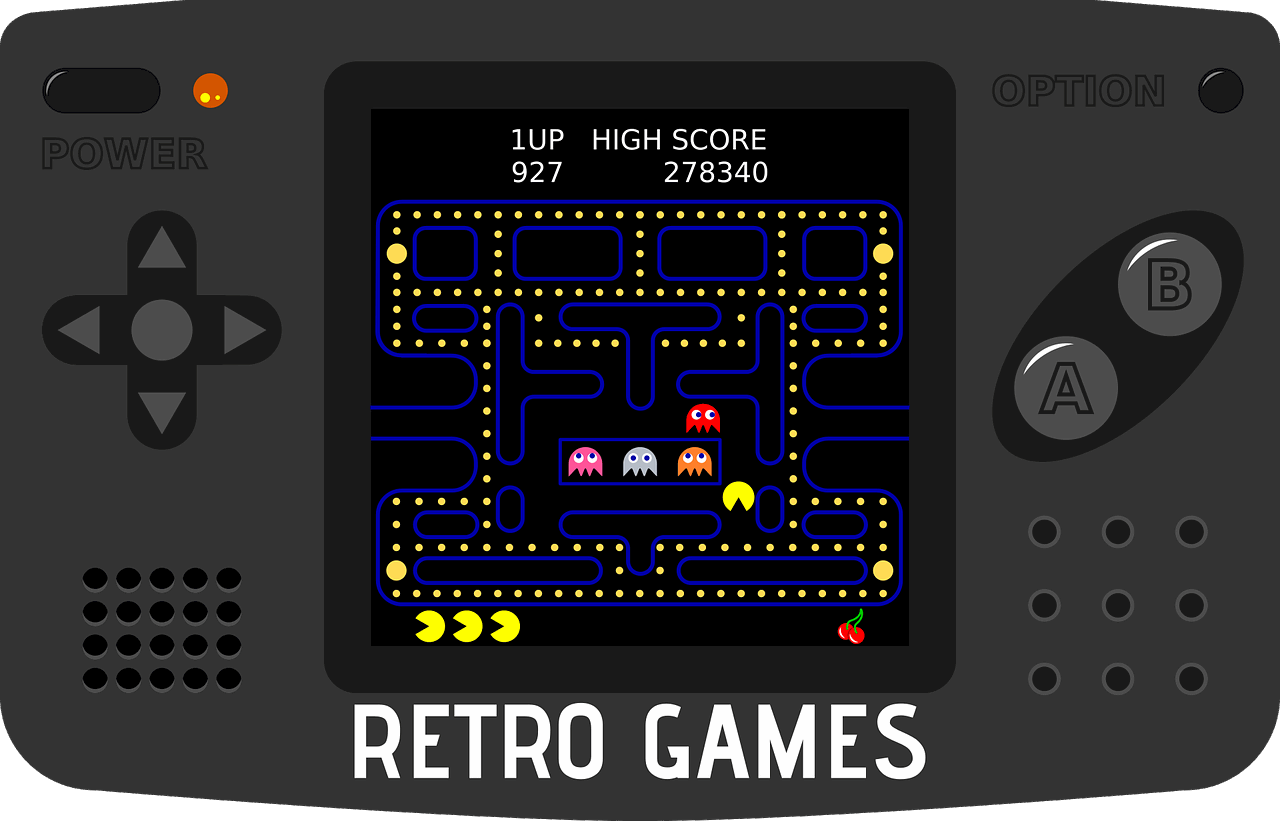 POWER
OPTION
1UP HIGH SCORE
927 278340
B
A
RETRO GAMES